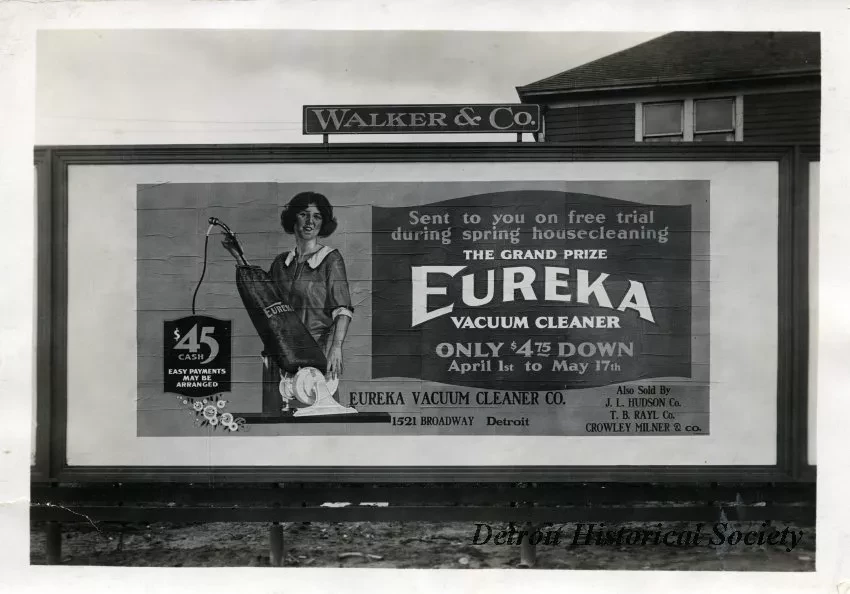 WALKER & CO.
Sent to you on free trial
during spring housecleaning
THE GRAND PRIZE
EUREKA
VACUUM CLEANER
ONLY $4.75 DOWN
April 1st to May 17th
EUREKA
$45
CASH
EASY PAYMENTS
MAY BE
ARRANGED
EUREKA VACUUM CLEANER CO.
1521 BROADWAY Detroit
Also Sold By
J. L. HUDSON Co.
T. B. RAYL Co.
CROWLEY MILNER & CO.
Detroit Historical Society